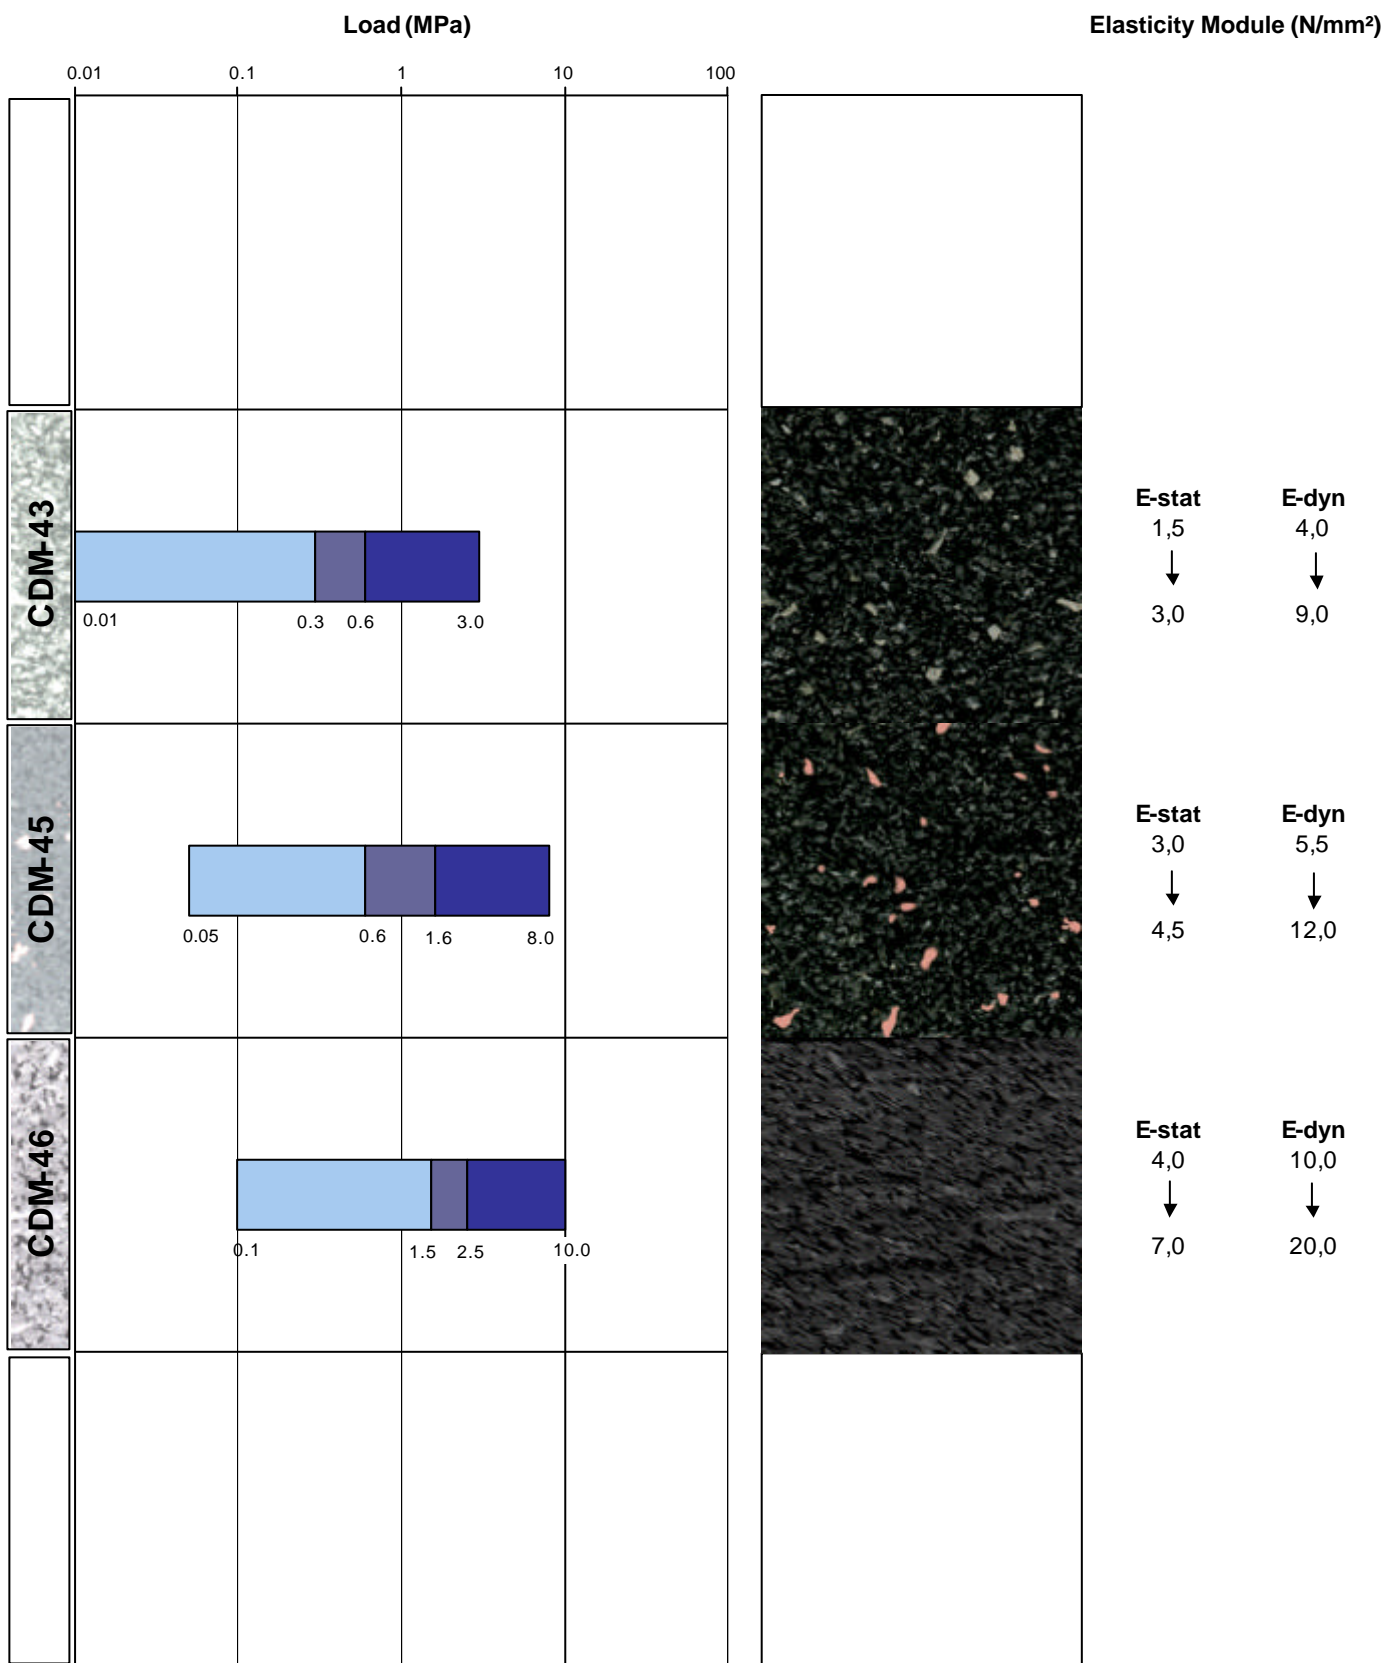 Load (MPa)
Elasticity Module (N/mm²)
0.01 0.1 1 10 100
CDM-43
0.01 0.3 0.6 3.0
E-stat E-dyn
1,5 4,0
3,0 9,0
CDM-45
0.05 0.6 1.6 8.0
E-stat E-dyn
3,0 5,5
4,5 12,0
CDM-46
0.1 1.5 2.5 10.0
E-stat E-dyn
4,0 10,0
7,0 20,0